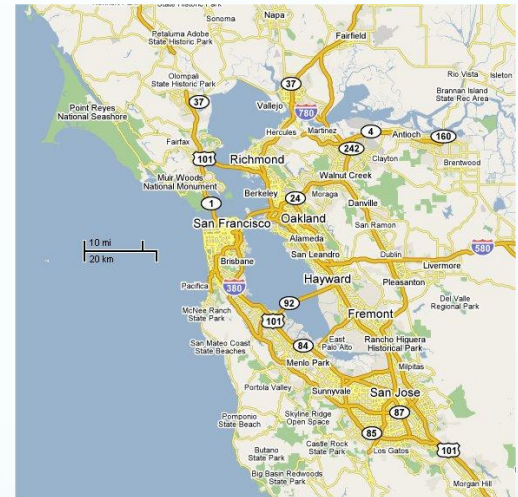 State Historic Park
Sonoma
Napa
Petaluma Adobe
State Historic Park
Fairfield
Olompali
State Historic Park
37
37
Rio Vista
Isleton
Brannan Island
State Rec Area
Point Reyes
National Seashore
Vallejo
780
Fairfax
Hercules
Martinez
4
Antioch
160
101
Richmond
242
Clayton
Brentwood
Muir Woods
National Monument
Walnut Creek
Berkeley
24
Moraga
1
Danville
San Francisco
Oakland
San Ramon
10 mi
20 km
Alameda
Brisbane
San Leandro
Dublin
580
Livermore
Pacifica
380
Hayward
Pleasanton
92
Del Valle
Regional Park
McNee Ranch
State Park
101
Fremont
San Mateo Coast
State Beaches
84
East
Palo Alto
Rancho Higuera
Historical Park
Menlo Park
Milpitas
Portola Valley
Sunnyvale
San Jose
Pomponio
State Beach
Skyline Ridge
Open Space
87
85
Butano
State Park
Castle Rock
State Park
Los Gatos
101
Big Basin Redwoods
State Park
Morgan Hill